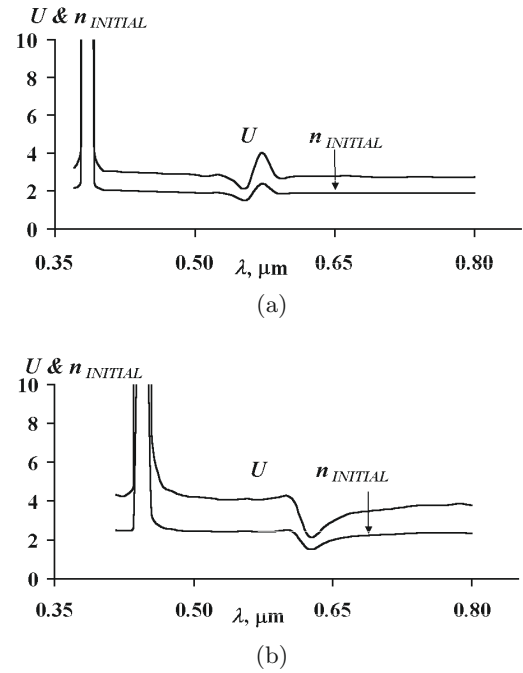 U & n INITIAL
10
8
6
4
2
0
U
n INITIAL
0.35
0.50
0.65
0.80
λ, μm
(a)
U & n INITIAL
10
8
6
4
2
0
U
n INITIAL
0.35
0.50
0.65
0.80
λ, μm
(b)